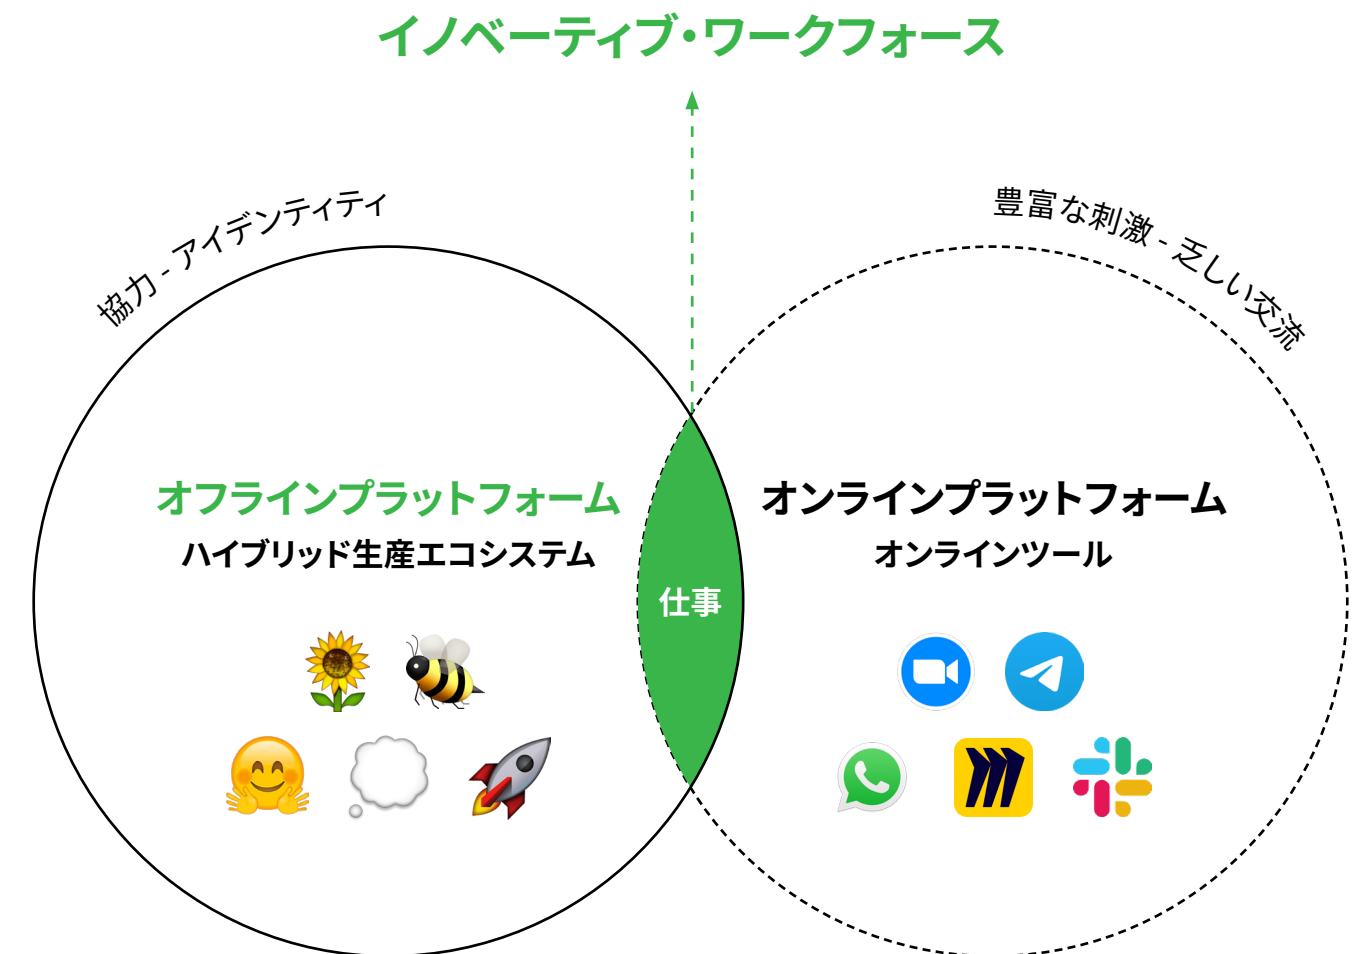 イノベーティブ・ワークフォース
協力 - アイデンティティ
豊富な刺激 - 乏しい交流
オフラインプラットフォーム
ハイブリッド生産エコシステム
オンラインプラットフォーム
オンラインツール
仕事